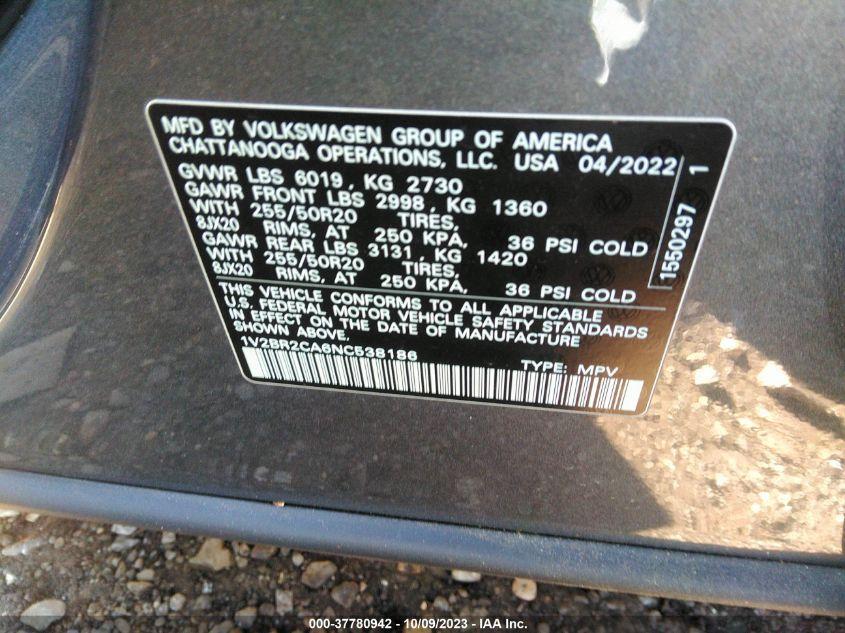 MFD BY VOLKSWAGEN GROUP OF AMERICA
CHATTANOOGA OPERATIONS, LLC. USA 04/2022
GVWR LBS 6019, KG 2730
GAWR FRONT LBS 2998, KG 1360
WITH 255/50R20 TIRES,
8JX20 RIMS, AT 250 KPA, 36 PSI COLD
GAWR REAR LBS 3131, KG 1420
WITH 255/50R20 TIRES,
8JX20 RIMS, AT 250 KPA, 36 PSI COLD
1550297 1
THIS VEHICLE CONFORMS TO ALL APPLICABLE
U.S. FEDERAL MOTOR VEHICLE SAFETY STANDARDS
IN EFFECT ON THE DATE OF MANUFACTURE
SHOWN ABOVE.
1V2BR2CA6NC538186 TYPE: MPV
000-37780942 - 10/09/2023 - IAA Inc.